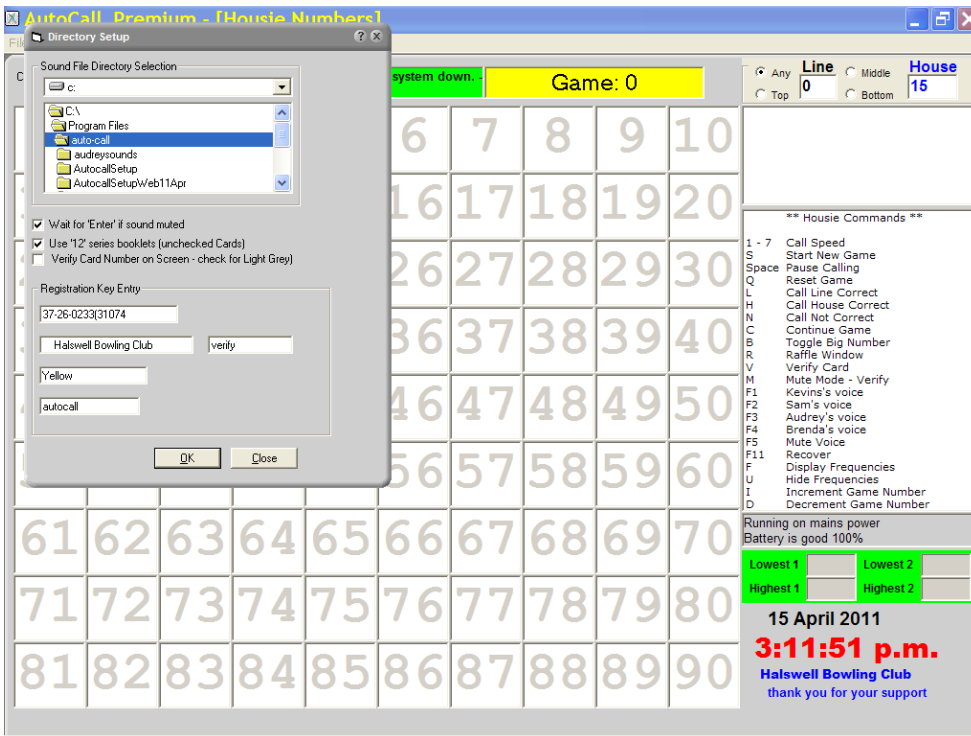 AutoCall Premium - [Housie Numbers]
Directory Setup
Sound File Directory Selection
c:
C:\
Program Files
auto-call
audreysounds
AutocallSetup
AutocallSetupWeb11Apr
Wait for 'Enter' if sound muted
Use '12' series booklets (unchecked Cards)
Verify Card Number on Screen - check for Light Grey)
Registration Key Entry
37-26-0233(31074
Halswell Bowling Club verify
Yellow
autocall
OK Close
system down. -
Game: 0
Any Line Middle House
Top 0 Bottom 15
6 7 8 9 10
16 17 18 19 20
26 27 28 29 30
36 37 38 39 40
46 47 48 49 50
56 57 58 59 60
61 62 63 64 65 66 67 68 69 70
71 72 73 74 75 76 77 78 79 80
81 82 83 84 85 86 87 88 89 90
** Housie Commands **
1 - 7 Call Speed
S Start New Game
Space Pause Calling
Q Reset Game
L Call Line Correct
H Call House Correct
N Call Not Correct
C Continue Game
B Toggle Big Number
R Raffle Window
V Verify Card
M Mute Mode - Verify
F1 Kevins's voice
F2 Sam's voice
F3 Audrey's voice
F4 Brenda's voice
F5 Mute Voice
F11 Recover
F Display Frequencies
U Hide Frequencies
I Increment Game Number
D Decrement Game Number
Running on mains power
Battery is good 100%
Lowest 1 Lowest 2
Highest 1 Highest 2
15 April 2011
3:11:51 p.m.
Halswell Bowling Club
thank you for your support